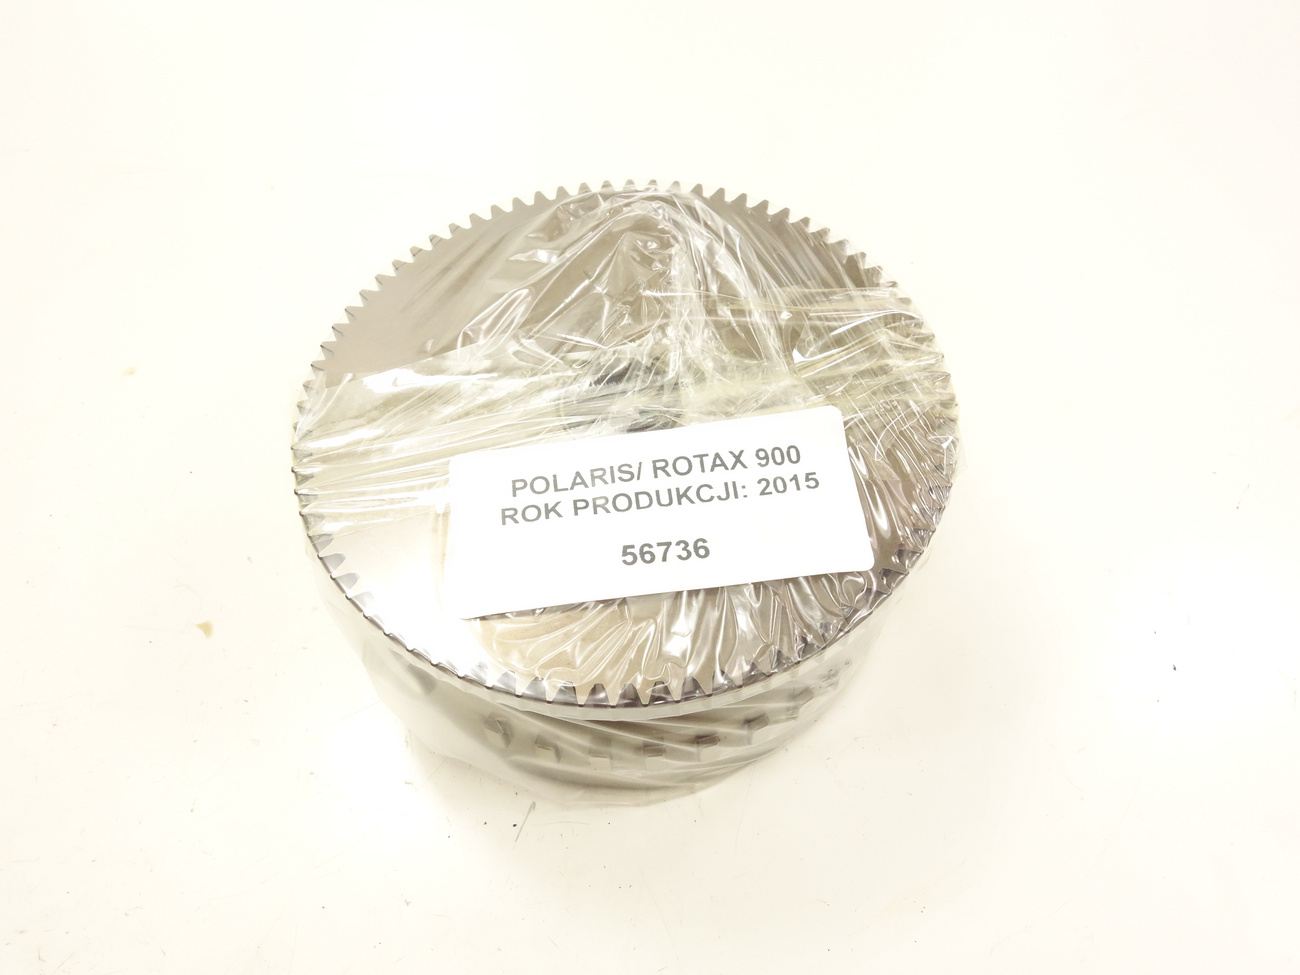 POLARIS/ ROTAX 900
ROK PRODUKCJI: 2015
56736